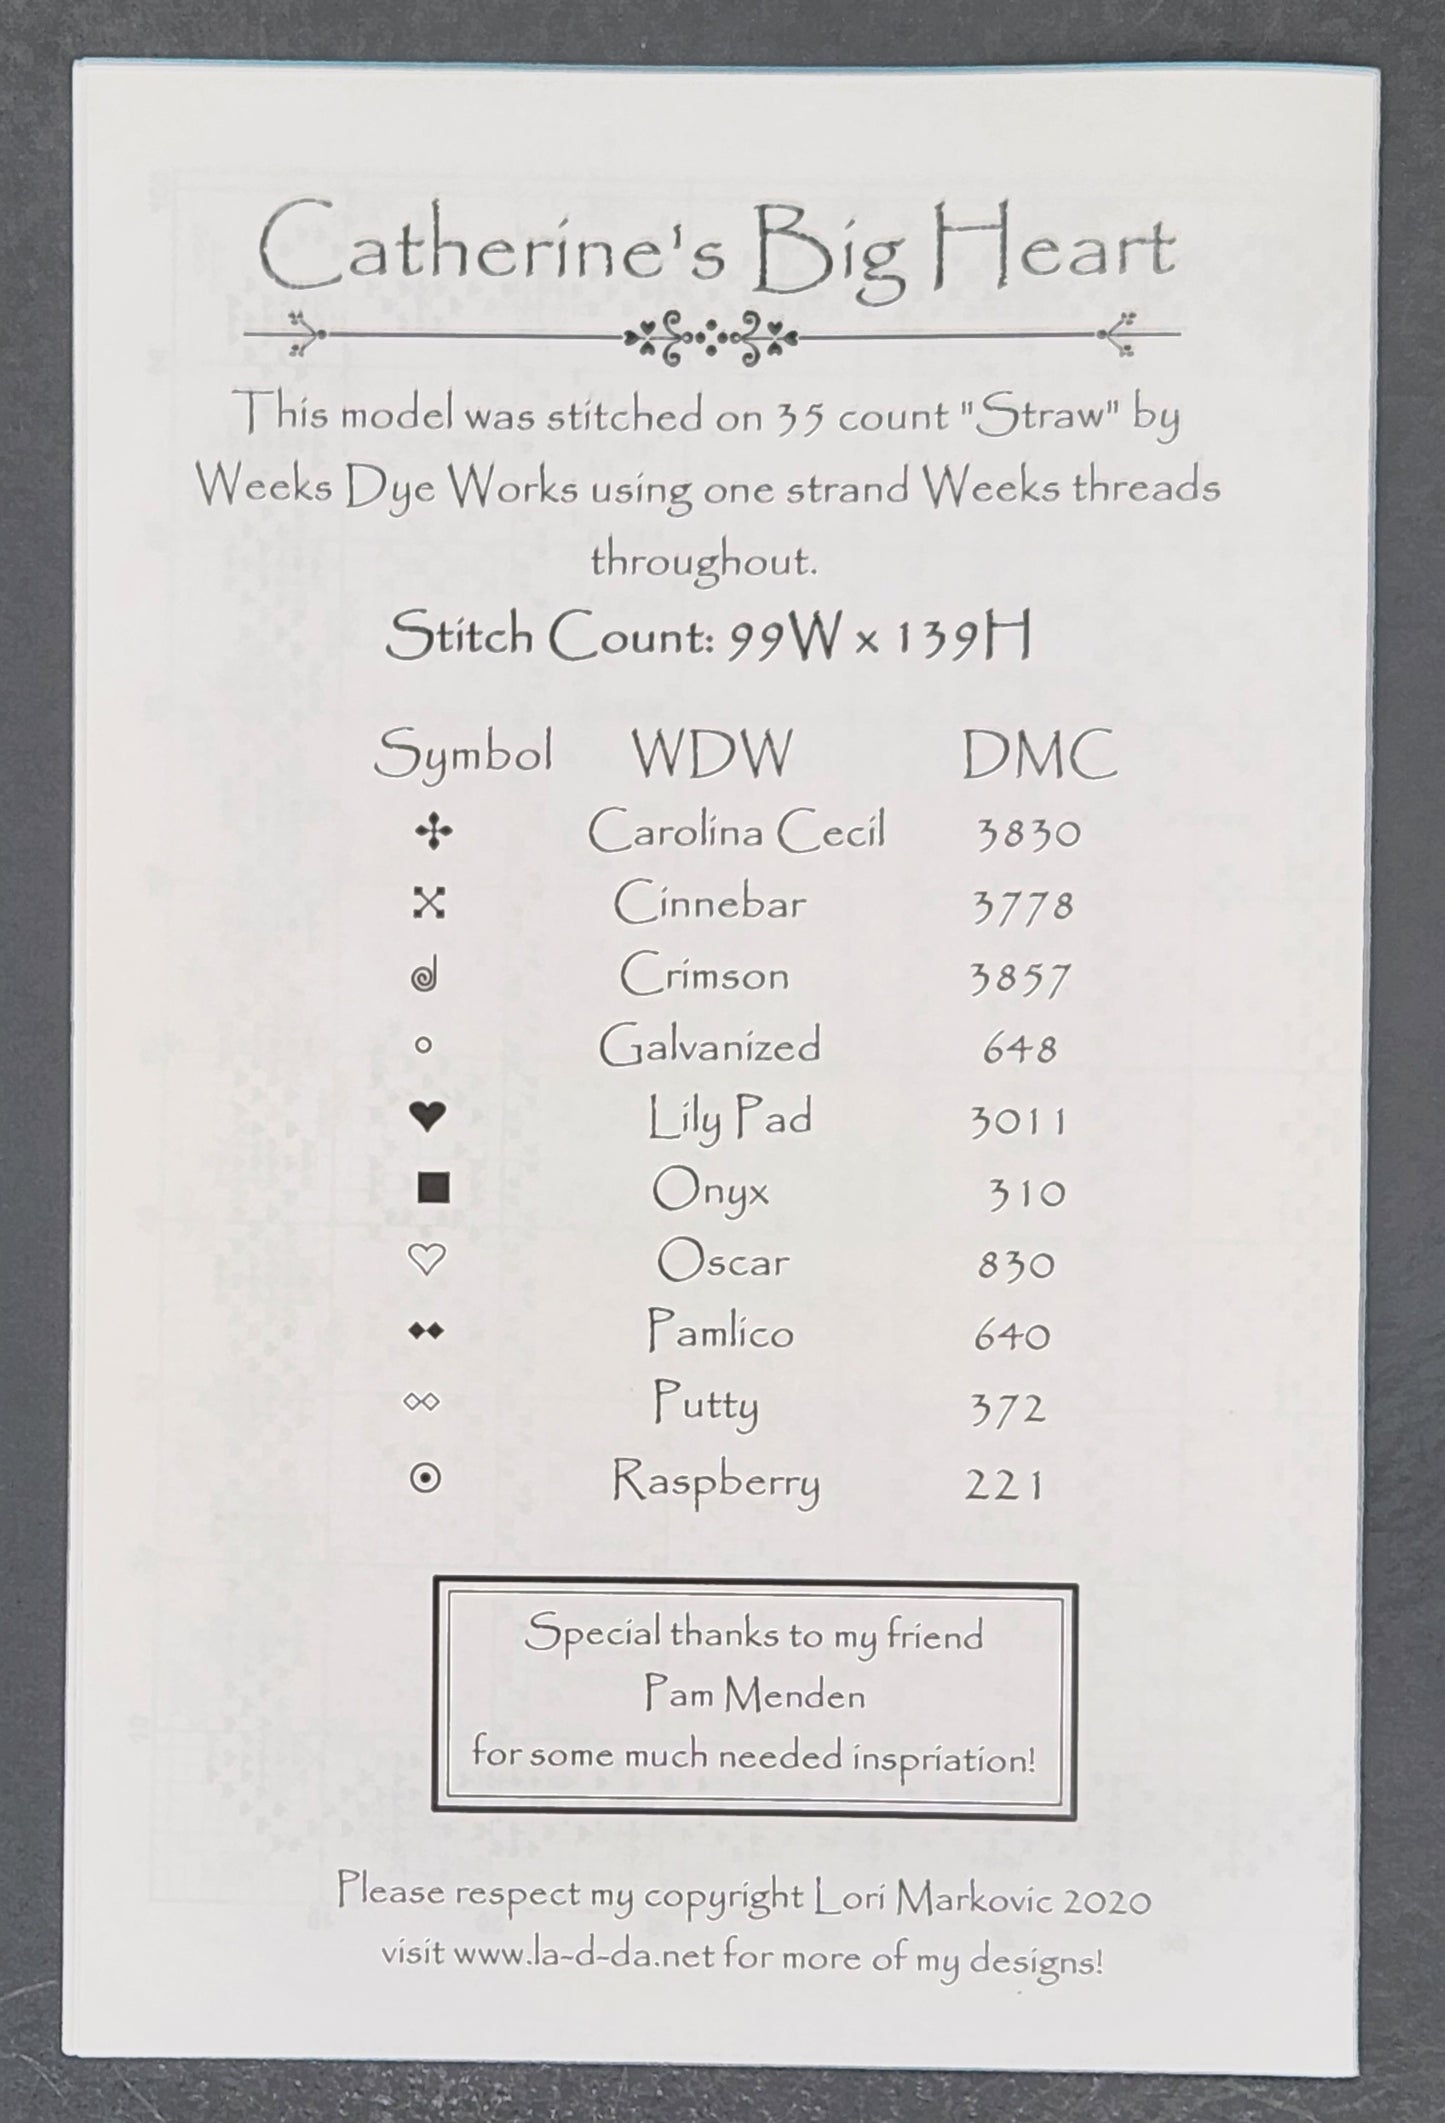 Catherine's Big Heart
This model was stitched on 35 count "Straw" by
Weeks Dye Works using one strand Weeks threads
throughout.
Stitch Count: 99W x 139H
Symbol WDW DMC
Carolina Cecil 3830
Cinnebar 3778
Crimson 3857
Galvanized 648
Lily Pad 3011
Onyx 310
Oscar 830
Pamlico 640
Putty 372
Raspberry 221
Special thanks to my friend
Pam Menden
for some much needed inspriation!
Please respect my copyright Lori Markovic 2020
visit www.la-d-da.net for more of my designs!